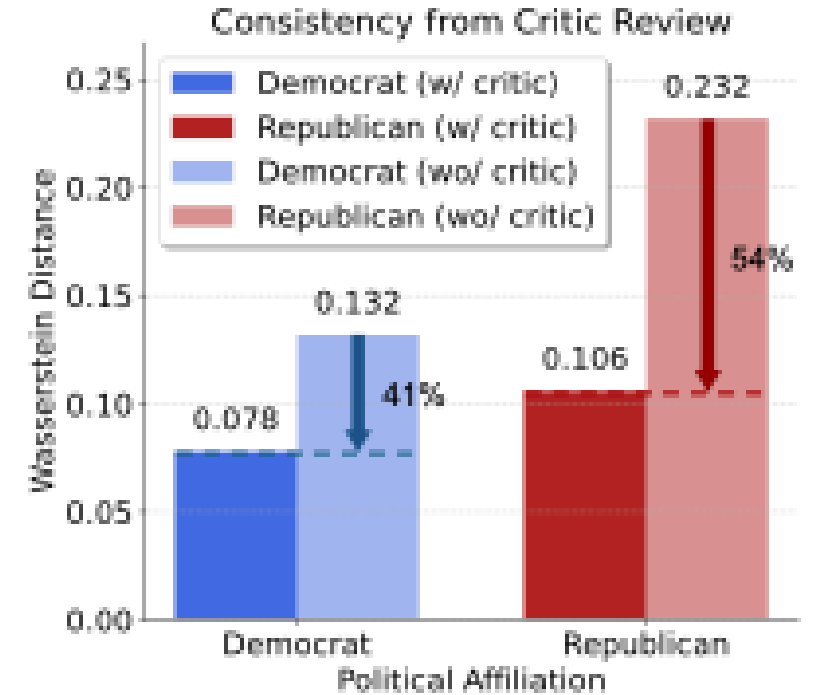 Consistency from Critic Review
Democrat (w/ critic)
Republican (w/ critic)
Democrat (wo/ critic)
Republican (wo/ critic)
Wasserstein Distance
0.25
0.20
0.15
0.10
0.05
0.00
0.078
0.132
41%
0.106
0.232
54%
Democrat
Republican
Political Affiliation